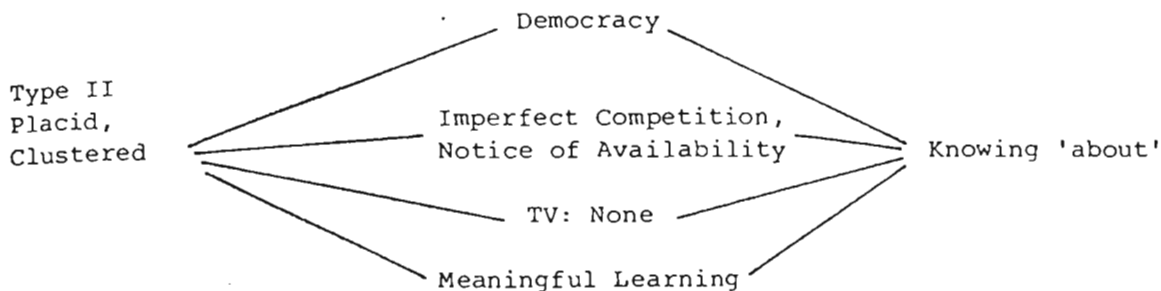 Democracy
Type II
Placid,
Clustered
Imperfect Competition,
Notice of Availability
Knowing 'about'
TV: None
Meaningful Learning